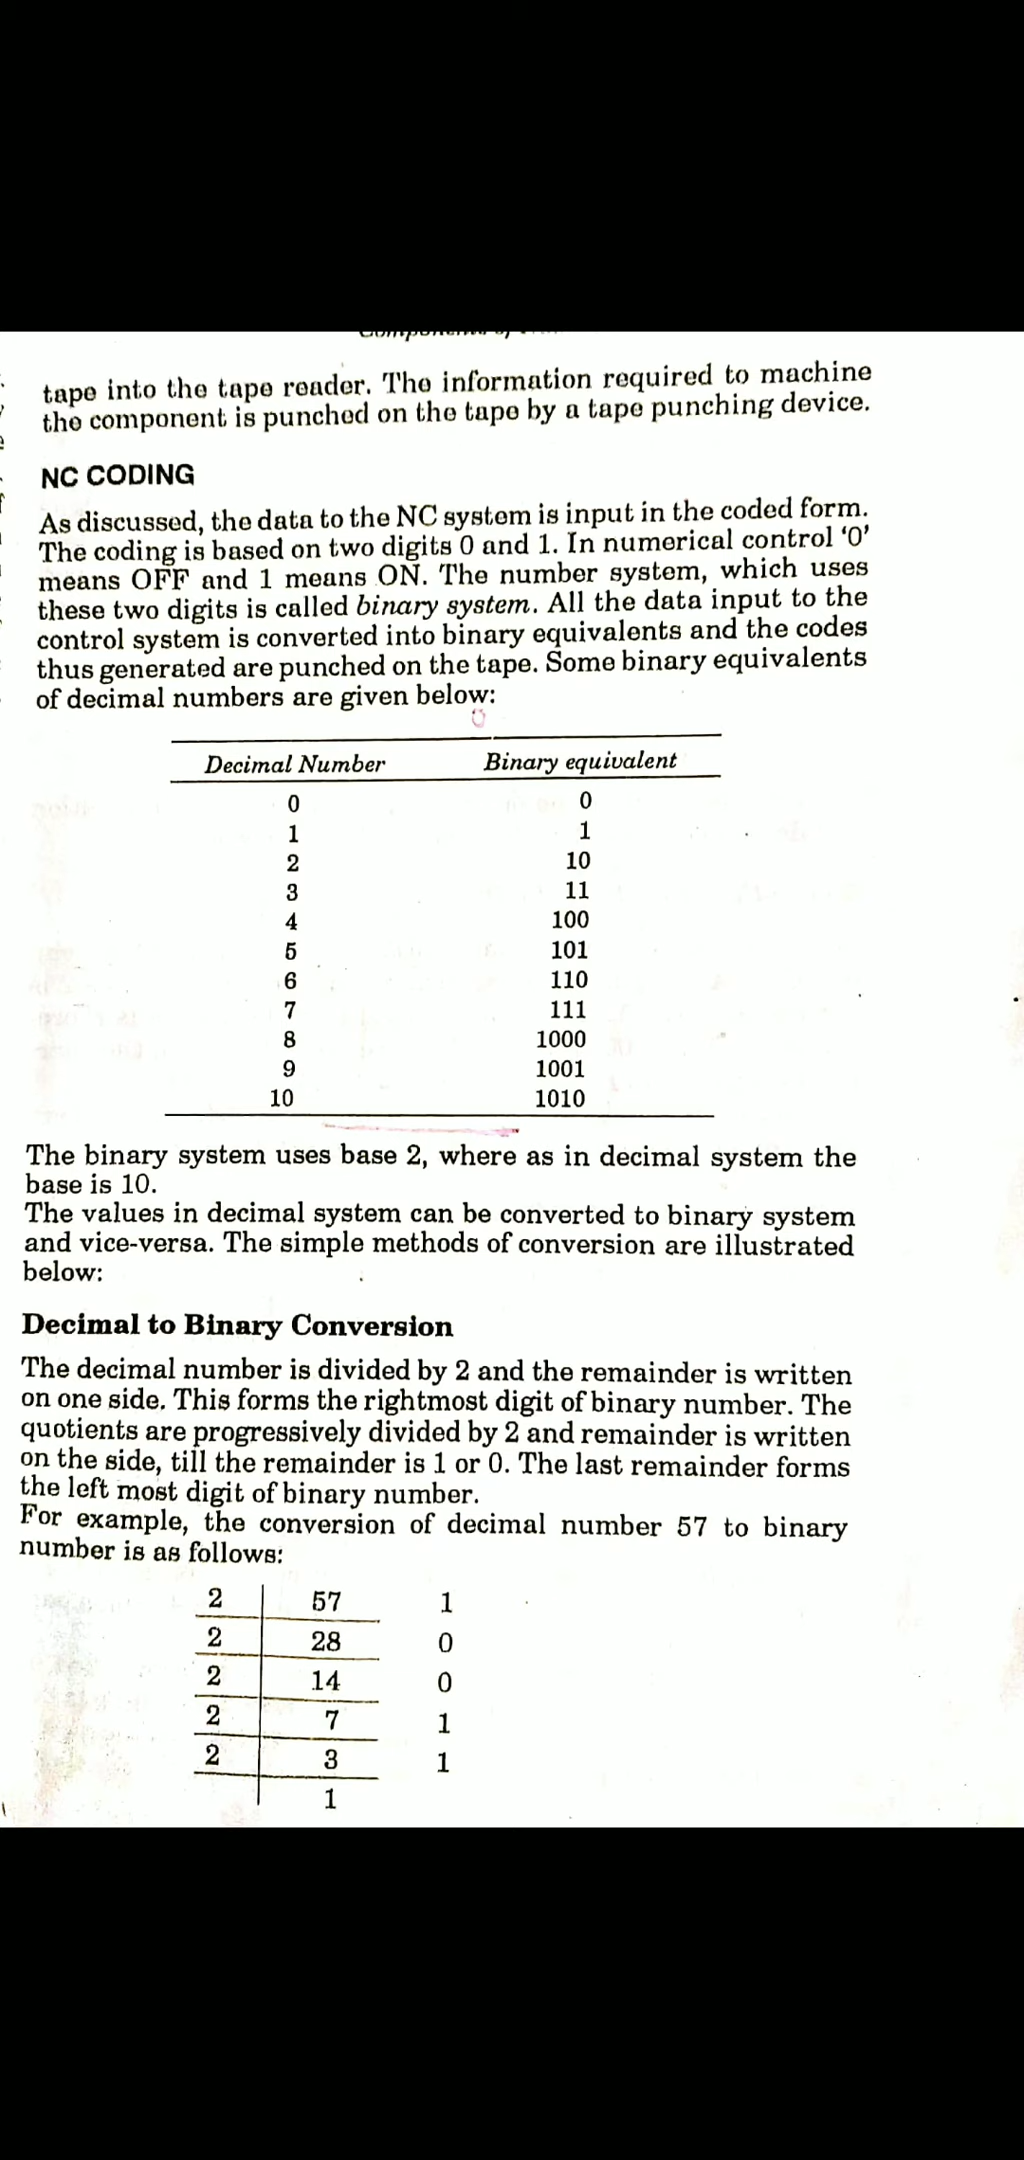 tape into the tape reader. The information required to machine
the component is punched on the tape by a tape punching device.
NC CODING
As discussed, the data to the NC system is input in the coded form.
The coding is based on two digits 0 and 1. In numerical control ‘0’
means OFF and 1 means ON. The number system, which uses
these two digits is called binary system. All the data input to the
control system is converted into binary equivalents and the codes
thus generated are punched on the tape. Some binary equivalents
of decimal numbers are given below:
Decimal Number Binary equivalent
0 0
1 1
2 10
3 11
4 100
5 101
6 110
7 111
8 1000
9 1001
10 1010
The binary system uses base 2, where as in decimal system the
base is 10.
The values in decimal system can be converted to binary system
and vice-versa. The simple methods of conversion are illustrated
below:
Decimal to Binary Conversion
The decimal number is divided by 2 and the remainder is written
on one side. This forms the rightmost digit of binary number. The
quotients are progressively divided by 2 and remainder is written
on the side, till the remainder is 1 or 0. The last remainder forms
the left most digit of binary number.
For example, the conversion of decimal number 57 to binary
number is as follows:
2 57 1
2 28 0
2 14 0
2 7 1
2 3 1
1